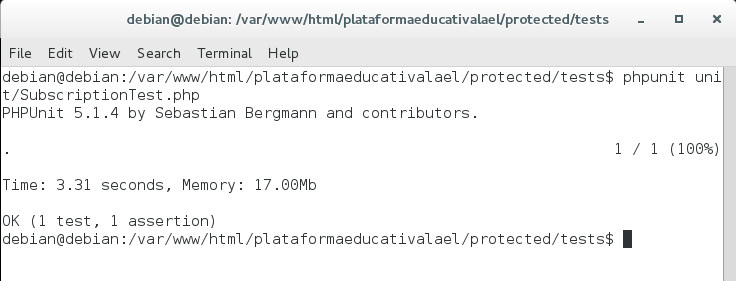 debian@debian: /var/www/html/plataformaeducativalael/protected/tests
File Edit View Search Terminal Help
debian@debian:/var/www/html/plataformaeducativalael/protected/tests$ phpunit uni
t/SubscriptionTest.php
PHPUnit 5.1.4 by Sebastian Bergmann and contributors.
. 1 / 1 (100%)
Time: 3.31 seconds, Memory: 17.00Mb
OK (1 test, 1 assertion)
debian@debian:/var/www/html/plataformaeducativalael/protected/tests$